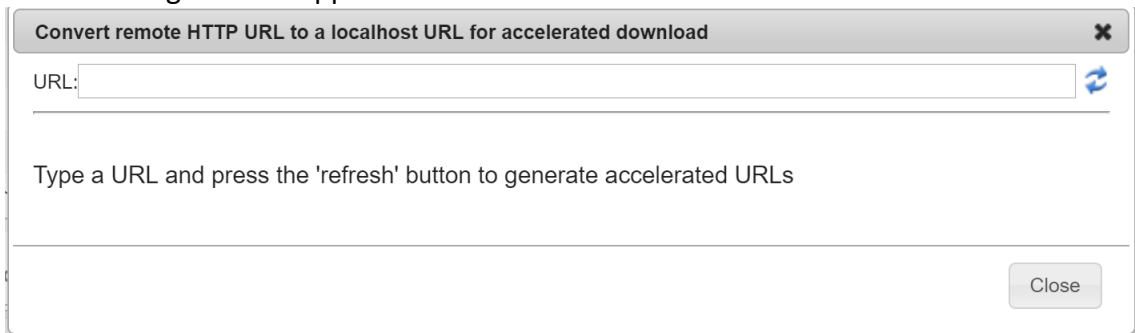 Convert remote HTTP URL to a localhost URL for accelerated download
URL:
Type a URL and press the 'refresh' button to generate accelerated URLs
Close